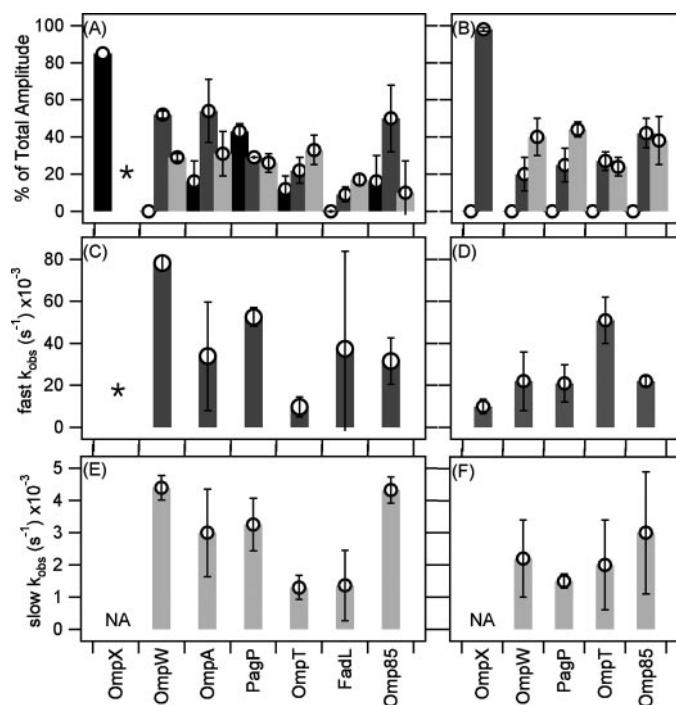 (A)
(B)
% of Total Amplitude
100
80
60
40
20
0
*
(C)
(D)
fast kobs (s⁻¹) x10⁻³
80
60
40
20
0
*
(E)
(F)
slow kobs (s⁻¹) x10⁻³
5
4
3
2
1
0
NA
NA
OmpX
OmpW
OmpA
PagP
OmpT
FadL
Omp85
OmpX
OmpW
PagP
OmpT
Omp85